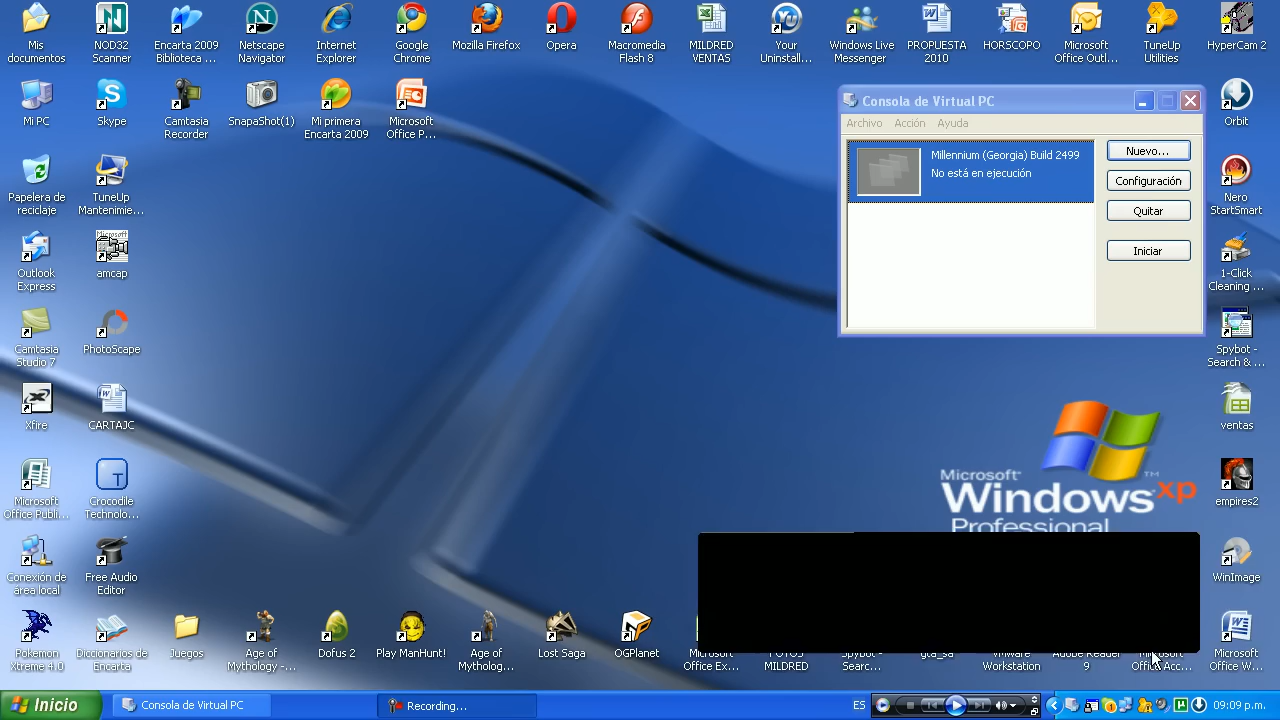 Mis
documentos
NOD32
Scanner
Encarta 2009
Biblioteca ...
Netscape
Navigator
Internet
Explorer
Google
Chrome
Mozilla Firefox
Opera
Macromedia
Flash 8
MILDRED
VENTAS
Your
Uninstall...
Windows Live
Messenger
PROPUESTA
2010
HORSCOPO
Microsoft
Office Outl...
TuneUp
Utilities
HyperCam 2
Mi PC
Skype
Camtasia
Recorder
SnapaShot(1)
Mi primera
Encarta 2009
Microsoft
Office P...
Consola de Virtual PC
Archivo Acción Ayuda
Millennium (Georgia) Build 2499
No está en ejecución
Nuevo...
Configuración
Quitar
Iniciar
Orbit
Papelera de
reciclaje
TuneUp
Mantenimie...
Nero
StartSmart
Outlook
Express
Microsoft
amcap
1-Click
Cleaning ...
Camtasia
Studio 7
PhotoScape
Spybot -
Search & ...
Xfire
CARTAJC
ventas
Microsoft
Office Publi...
Crocodile
Technolo...
Microsoft
Windows xp
Professional
TM
empires2
Conexión de
área local
Free Audio
Editor
WinImage
Pokemon
Xtreme 4.0
Diccionarios de
Encarta
Juegos
Age of
Mythology -...
Dofus 2
Play ManHunt!
Age of
Mytholog...
Lost Saga
OGPlanet
Microsoft
Office Ex...
FOTOS
MILDRED
Spybot -
Searc...
gta_sa
VMware
Workstation
Adobe Reader
9
Microsoft
Office Acc...
Microsoft
Office W...
Inicio
Consola de Virtual PC
Recording...
ES
09:09 p.m.